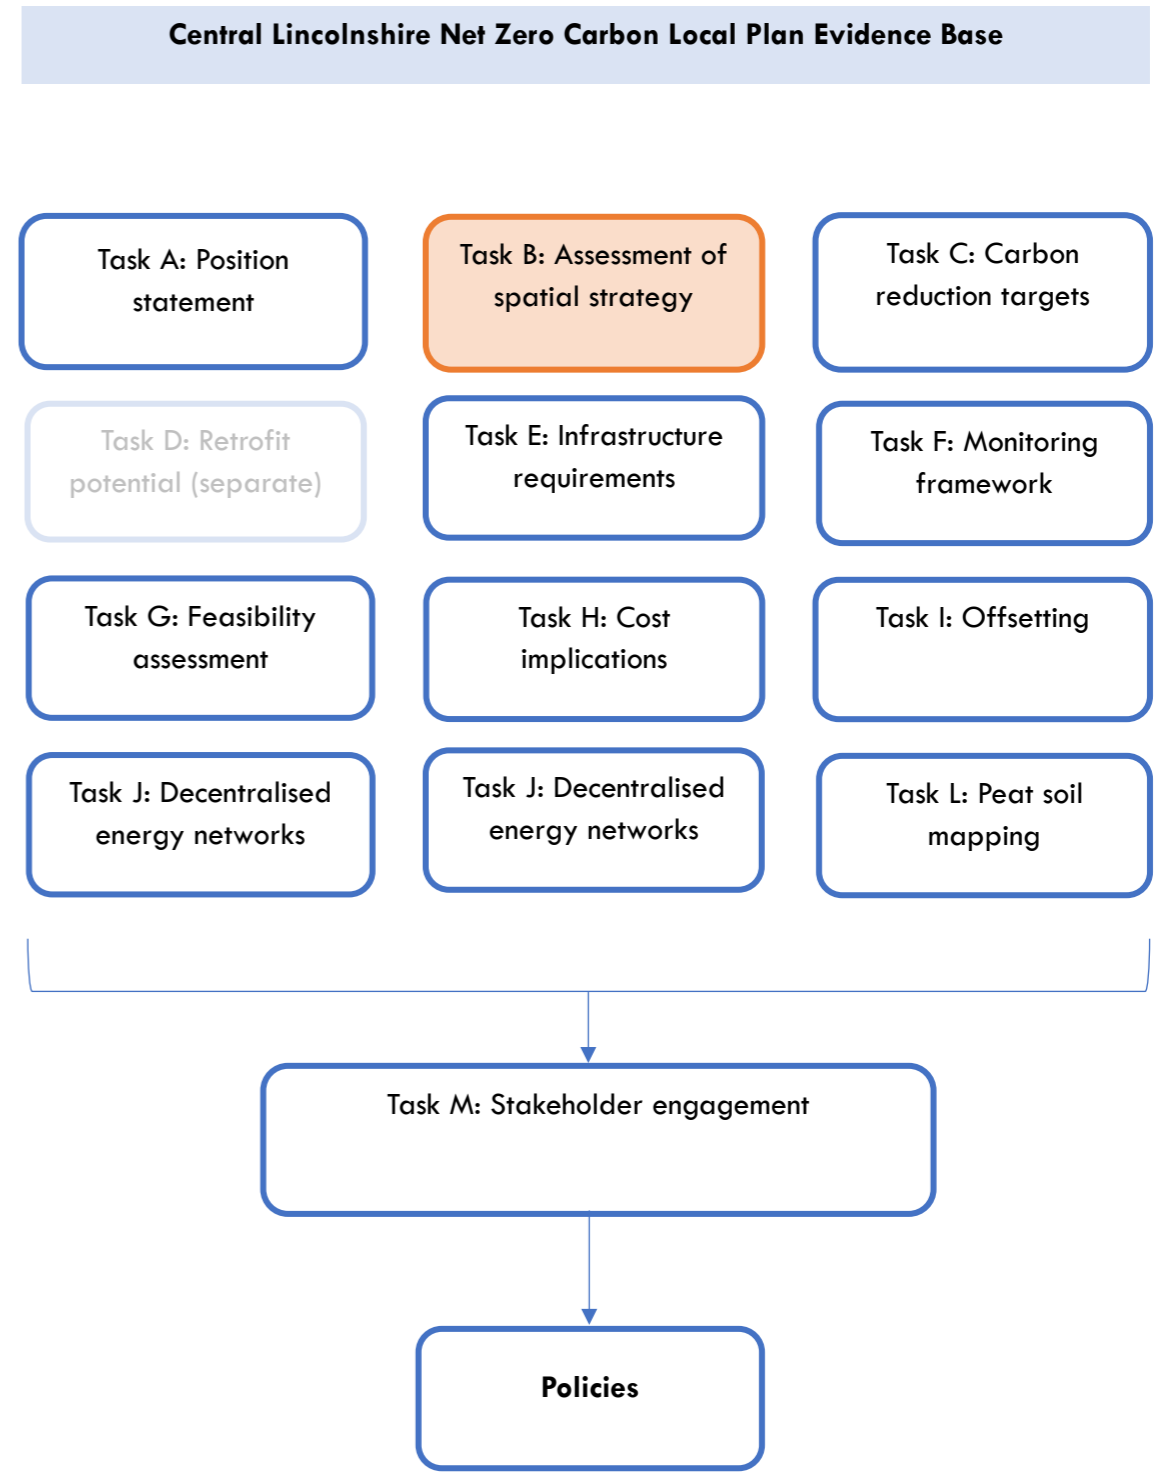 Central Lincolnshire Net Zero Carbon Local Plan Evidence Base
Task A: Position
statement
Task B: Assessment of
spatial strategy
Task C: Carbon
reduction targets
Task D: Retrofit
potential (separate)
Task E: Infrastructure
requirements
Task F: Monitoring
framework
Task G: Feasibility
assessment
Task H: Cost
implications
Task I: Offsetting
Task J: Decentralised
energy networks
Task J: Decentralised
energy networks
Task L: Peat soil
mapping
Task M: Stakeholder engagement
Policies